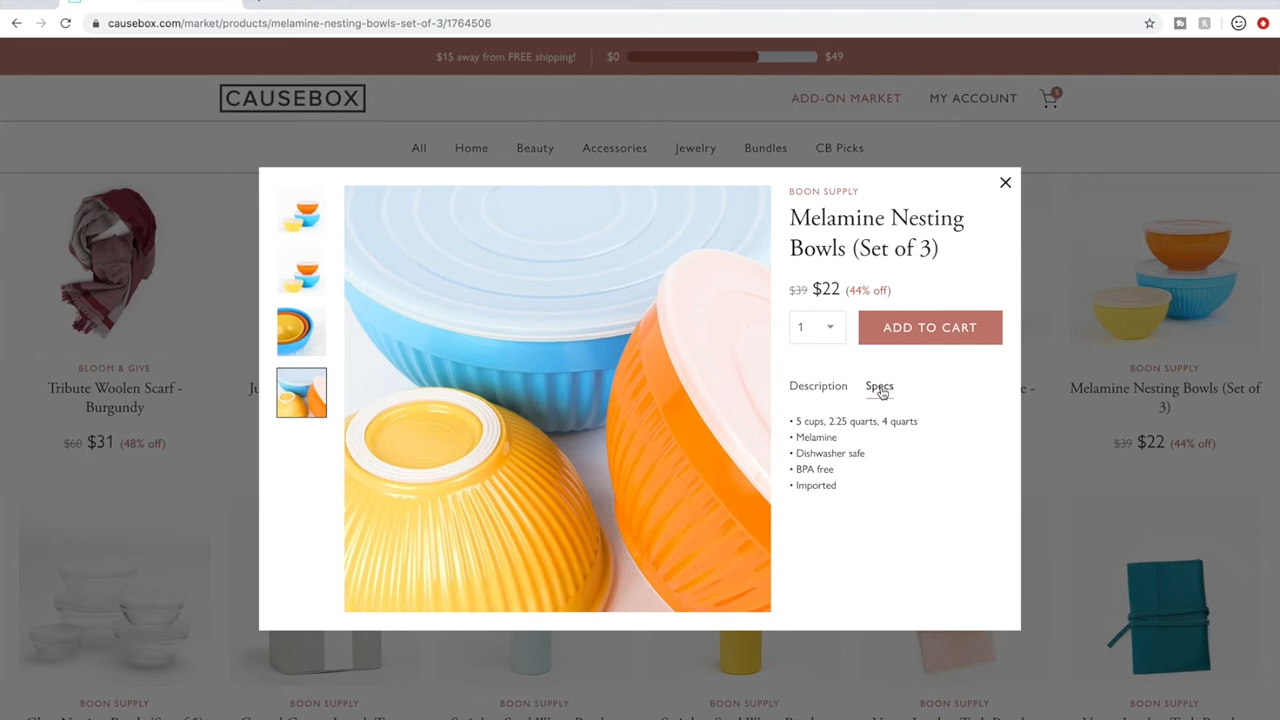 causebox.com/market/products/melamine-nesting-bowls-set-of-3/1764506
$15 away from FREE shipping! $0 $49
CAUSEBOX
ADD-ON MARKET MY ACCOUNT
All Home Beauty Accessories Jewelry Bundles CB Picks
BOON SUPPLY
Melamine Nesting
Bowls (Set of 3)
$39 $22 (44% off)
1 ADD TO CART
Description Specs
• 5 cups, 2.25 quarts, 4 quarts
• Melamine
• Dishwasher safe
• BPA free
• Imported
BLOOM & GIVE
Tribute Woolen Scarf -
Burgundy
$60 $31 (48% off)
BOON SUPPLY
Melamine Nesting Bowls (Set of
3)
$39 $22 (44% off)
BOON SUPPLY BOON SUPPLY BOON SUPPLY BOON SUPPLY BOON SUPPLY BOON SUPPLY